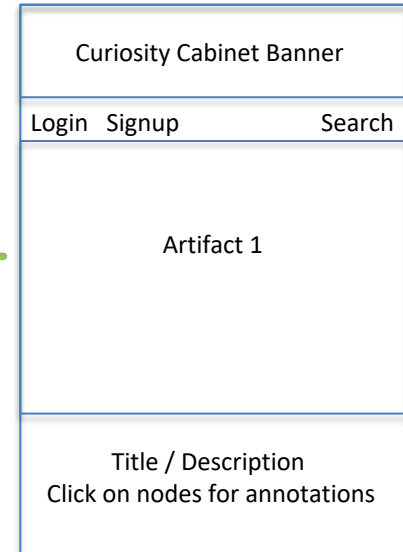 Curiosity Cabinet Banner
Login Signup Search
Artifact 1
Title / Description
Click on nodes for annotations